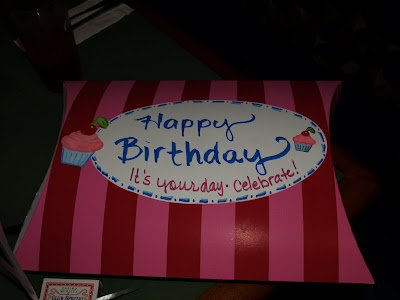 Happy
Birthday
It's your day. Celebrate!